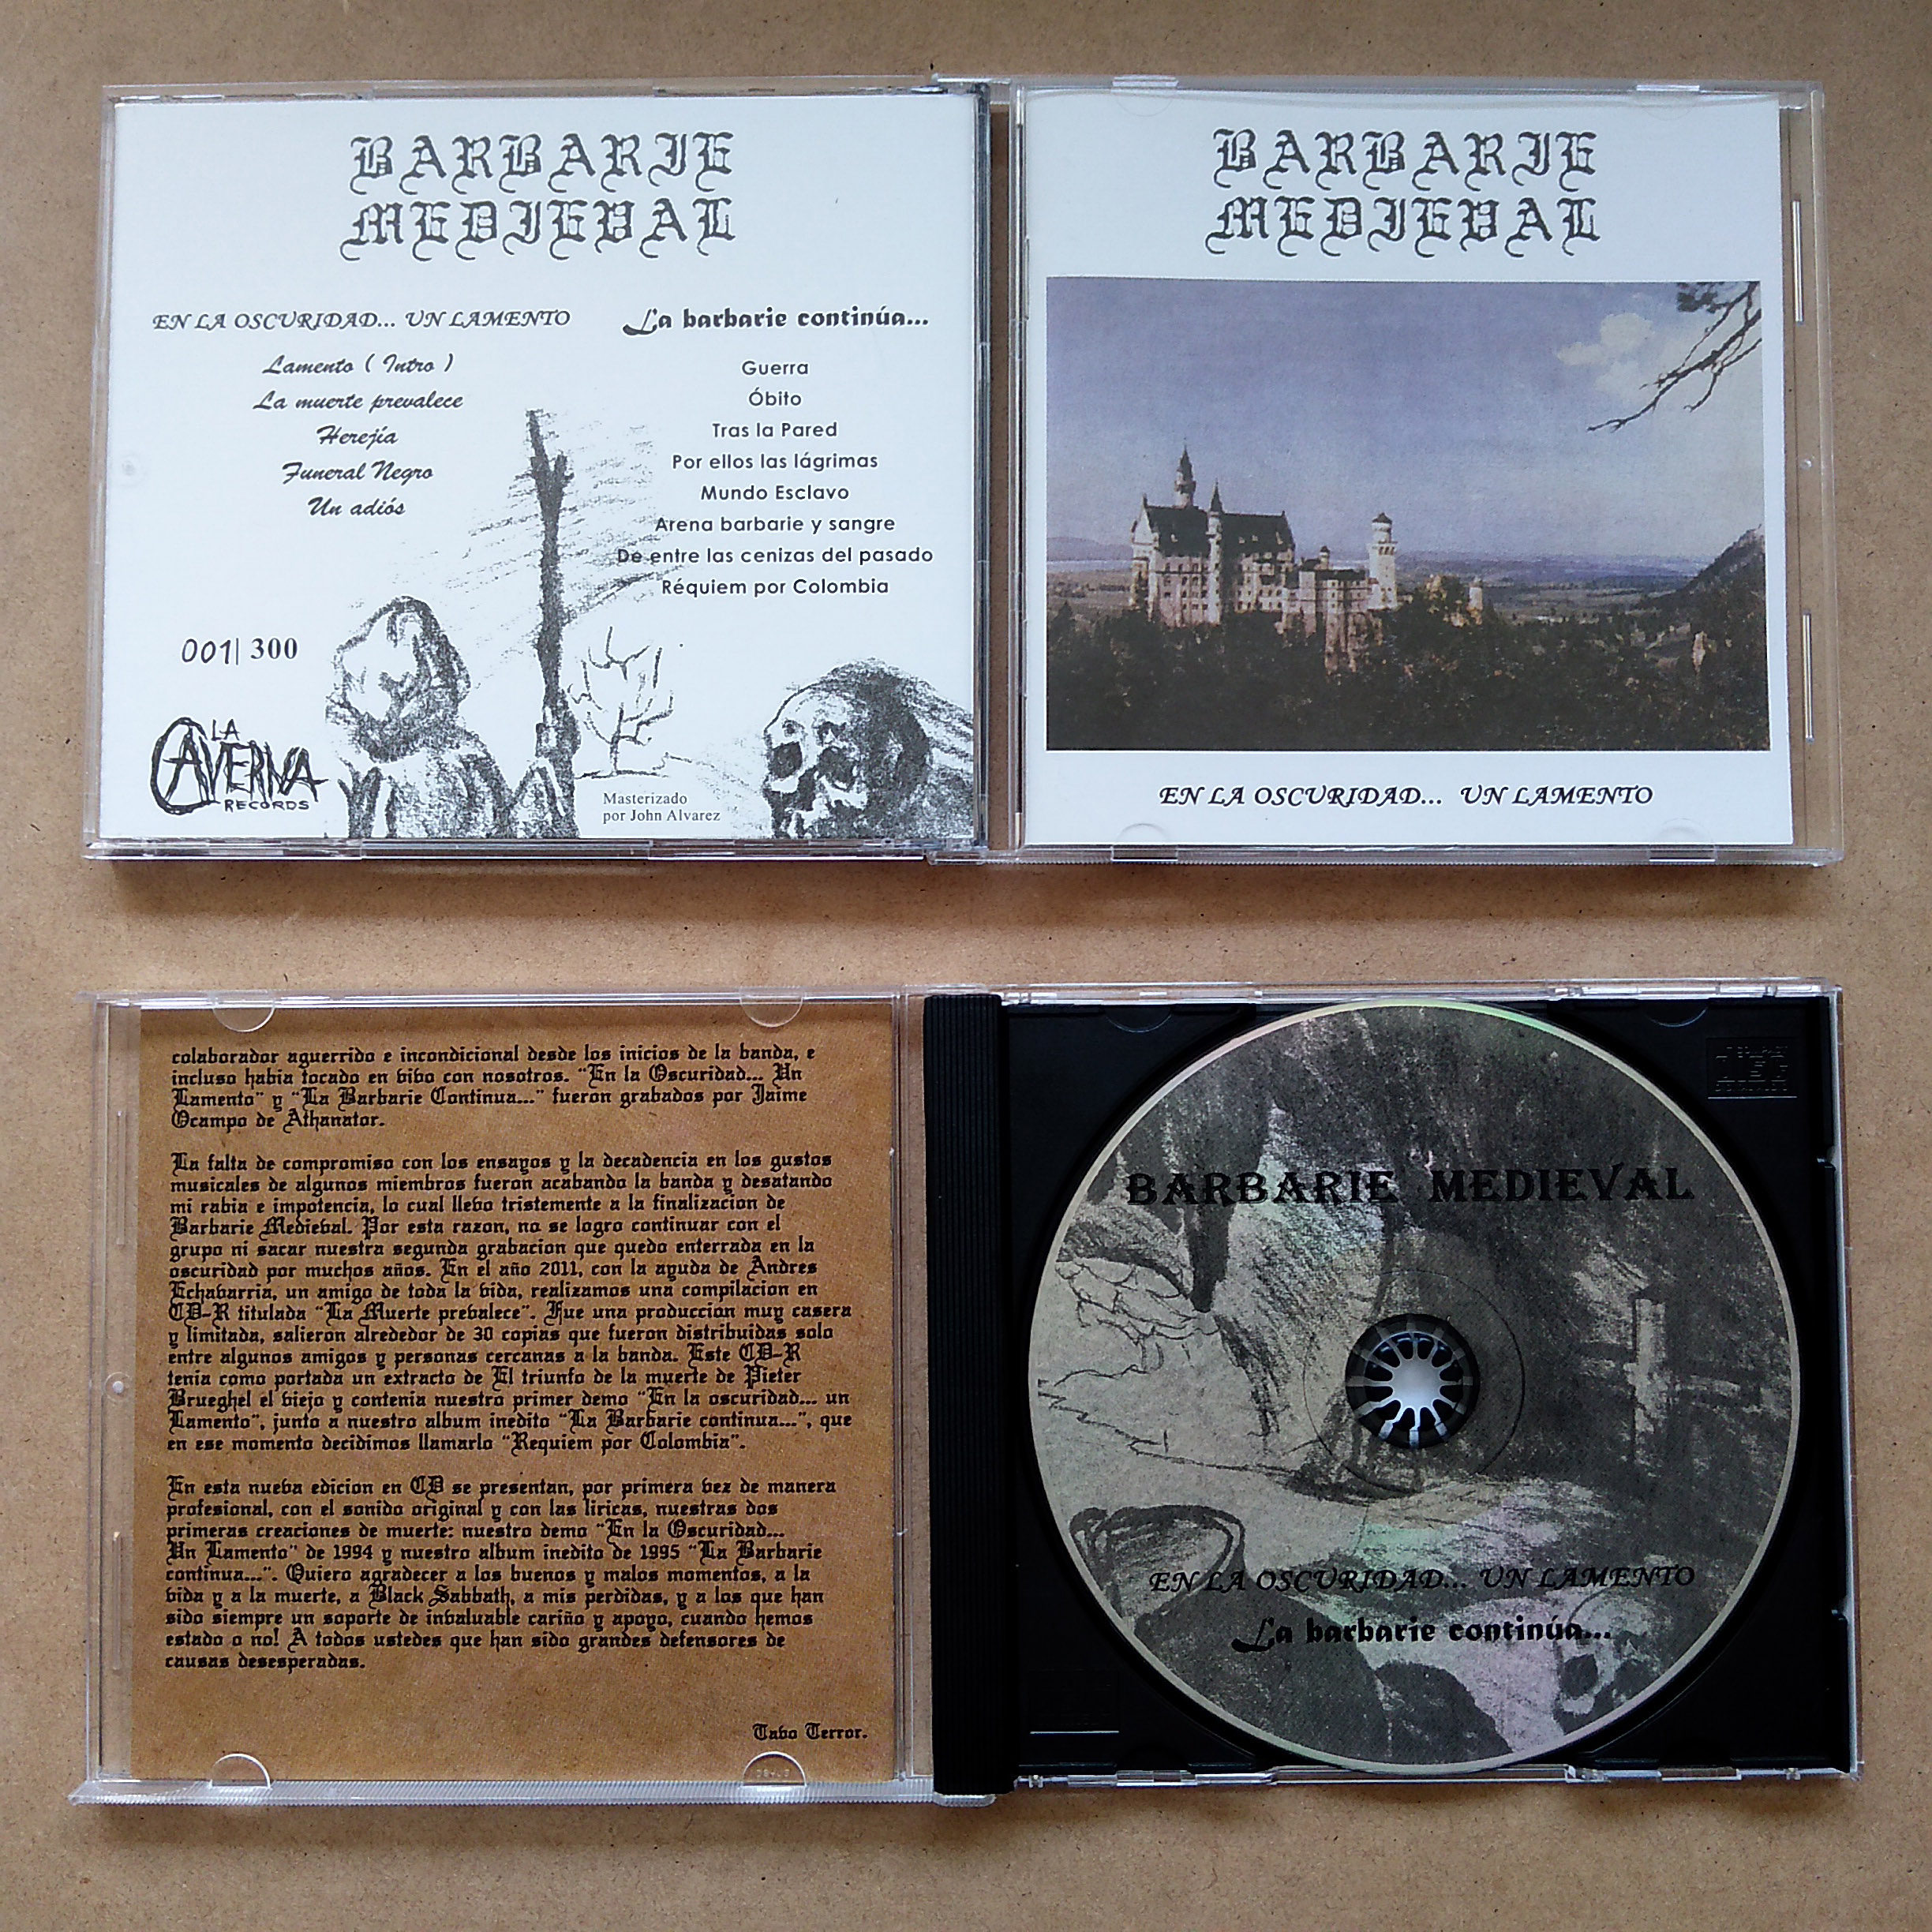 BARBARIE
MEDIEVAL
EN LA OSCURIDAD... UN LAMENTO
Lamento ( Intro )
La muerte prevalece
Herejía
Funeral Negro
Un adiós
La barbarie continúa...
Guerra
Óbito
Tras la Pared
Por ellos las lágrimas
Mundo Esclavo
Arena barbarie y sangre
De entre las cenizas del pasado
Réquiem por Colombia
001| 300
LA
CAVERNA
RECORDS
Masterizado
por John Alvarez
BARBARIE
MEDIEVAL
EN LA OSCURIDAD... UN LAMENTO
colaborador aguerrido e incondicional desde los inicios de la banda, e
incluso habia tocado en vivo con nosotros. "En la Oscuridad... Un
Lamento" y "La Barbarie Continua..." fueron grabados por Jaime
Ocampo de Athanator.
La falta de compromiso con los ensayos y la decadencia en los gustos
musicales de algunos miembros fueron acabando la banda y desatando
mi rabia e impotencia, lo cual llevo tristemente a la finalizacion de
Barbarie Medieval. Por esta razon, no se logro continuar con el
grupo ni sacar nuestra segunda grabacion que quedo enterrada en la
oscuridad por muchos años. En el año 2011, con la ayuda de Andres
Echavarria, un amigo de toda la vida, realizamos una compilacion en
CD-R titulada "La Muerte prevalece". Fue una produccion muy casera
y limitada, salieron alrededor de 30 copias que fueron distribuidas solo
entre algunos amigos y personas cercanas a la banda. Este CD-R
tenia como portada un extracto de El triunfo de la muerte de Pieter
Brueghel el viejo y contenia nuestro primer demo "En la oscuridad... un
Lamento", junto a nuestro album inedito "La Barbarie continua...", que
en ese momento decidimos llamarlo "Requiem por Colombia".
En esta nueva edicion en CD se presentan, por primera vez de manera
profesional, con el sonido original y con las liricas, nuestras dos
primeras creaciones de muerte: nuestro demo "En la Oscuridad...
Un Lamento" de 1994 y nuestro album inedito de 1995 "La Barbarie
continua...". Quiero agradecer a los buenos y malos momentos, a la
vida y a la muerte, a Black Sabbath, a mis perdidas, y a los que han
sido siempre un soporte de invaluable cariño y apoyo, cuando hemos
estado o no! A todos ustedes que han sido grandes defensores de
causas desesperadas.
Tavo Terror.
BARBARIE MEDIEVAL
EN LA OSCURIDAD... UN LAMENTO
La barbarie continúa...